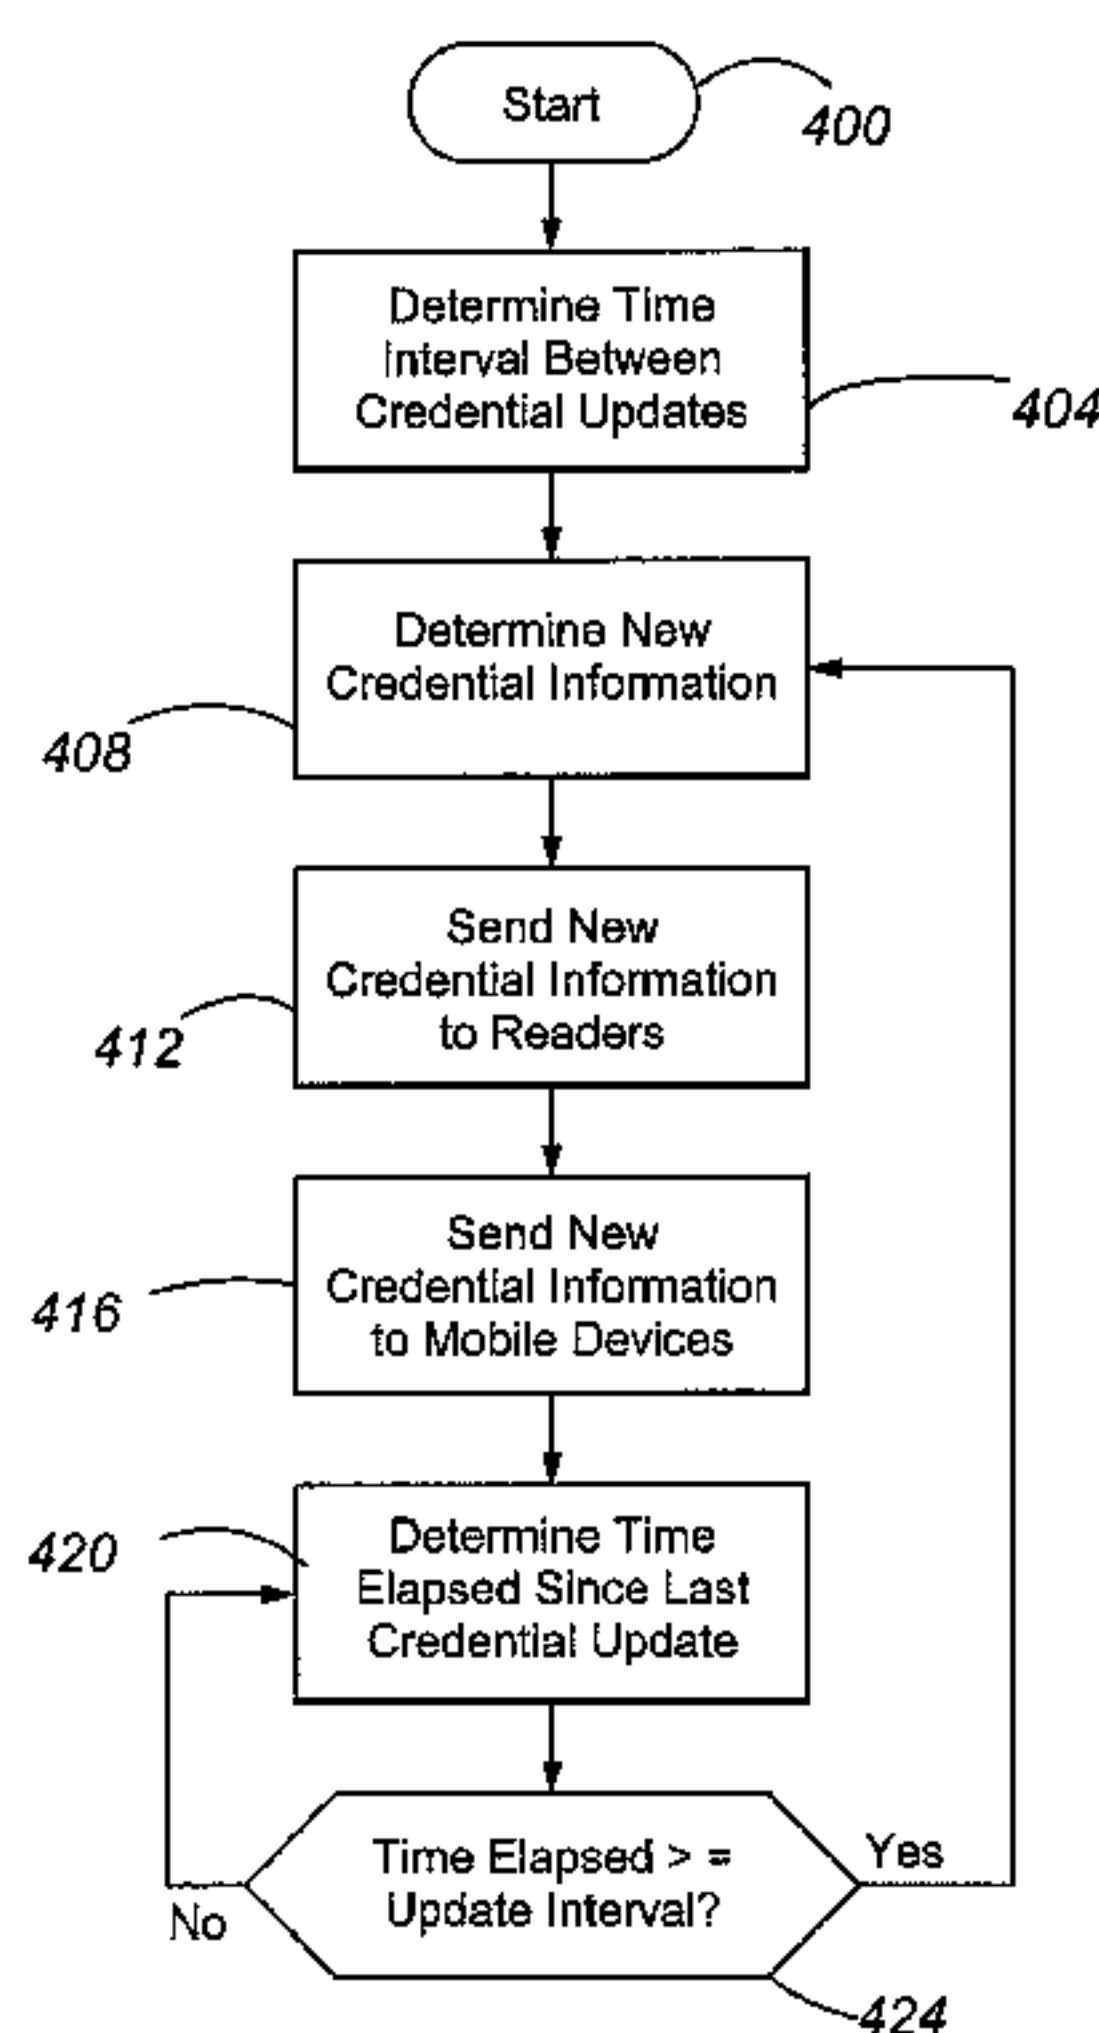 Start
400
Determine Time
Interval Between
Credential Updates
404
Determine New
Credential Information
408
Send New
Credential Information
to Readers
412
Send New
Credential Information
to Mobile Devices
416
420
Determine Time
Elapsed Since Last
Credential Update
Time Elapsed > =
Update Interval?
Yes
No
424